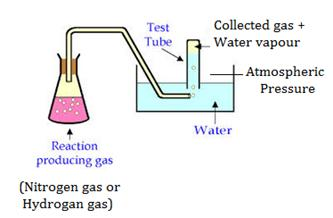 Test
Tube
Collected gas +
Water vapour
Atmospheric
Pressure
Water
Reaction
producing gas
(Nitrogen gas or
Hydrogan gas)